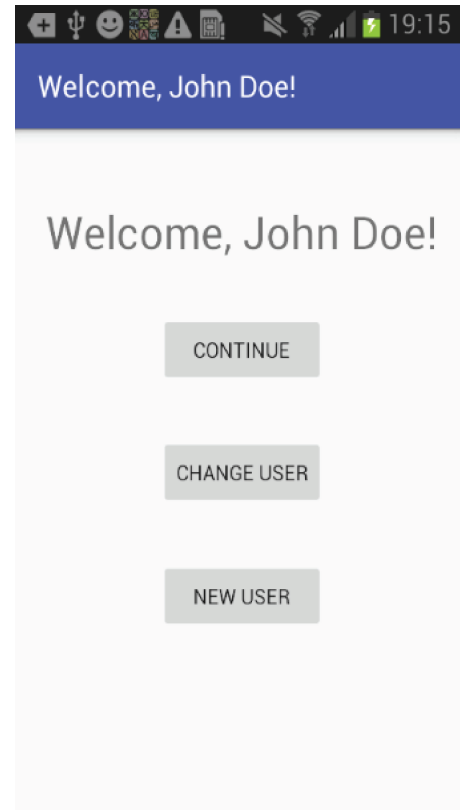 19:15
Welcome, John Doe!
Welcome, John Doe!
CONTINUE
CHANGE USER
NEW USER